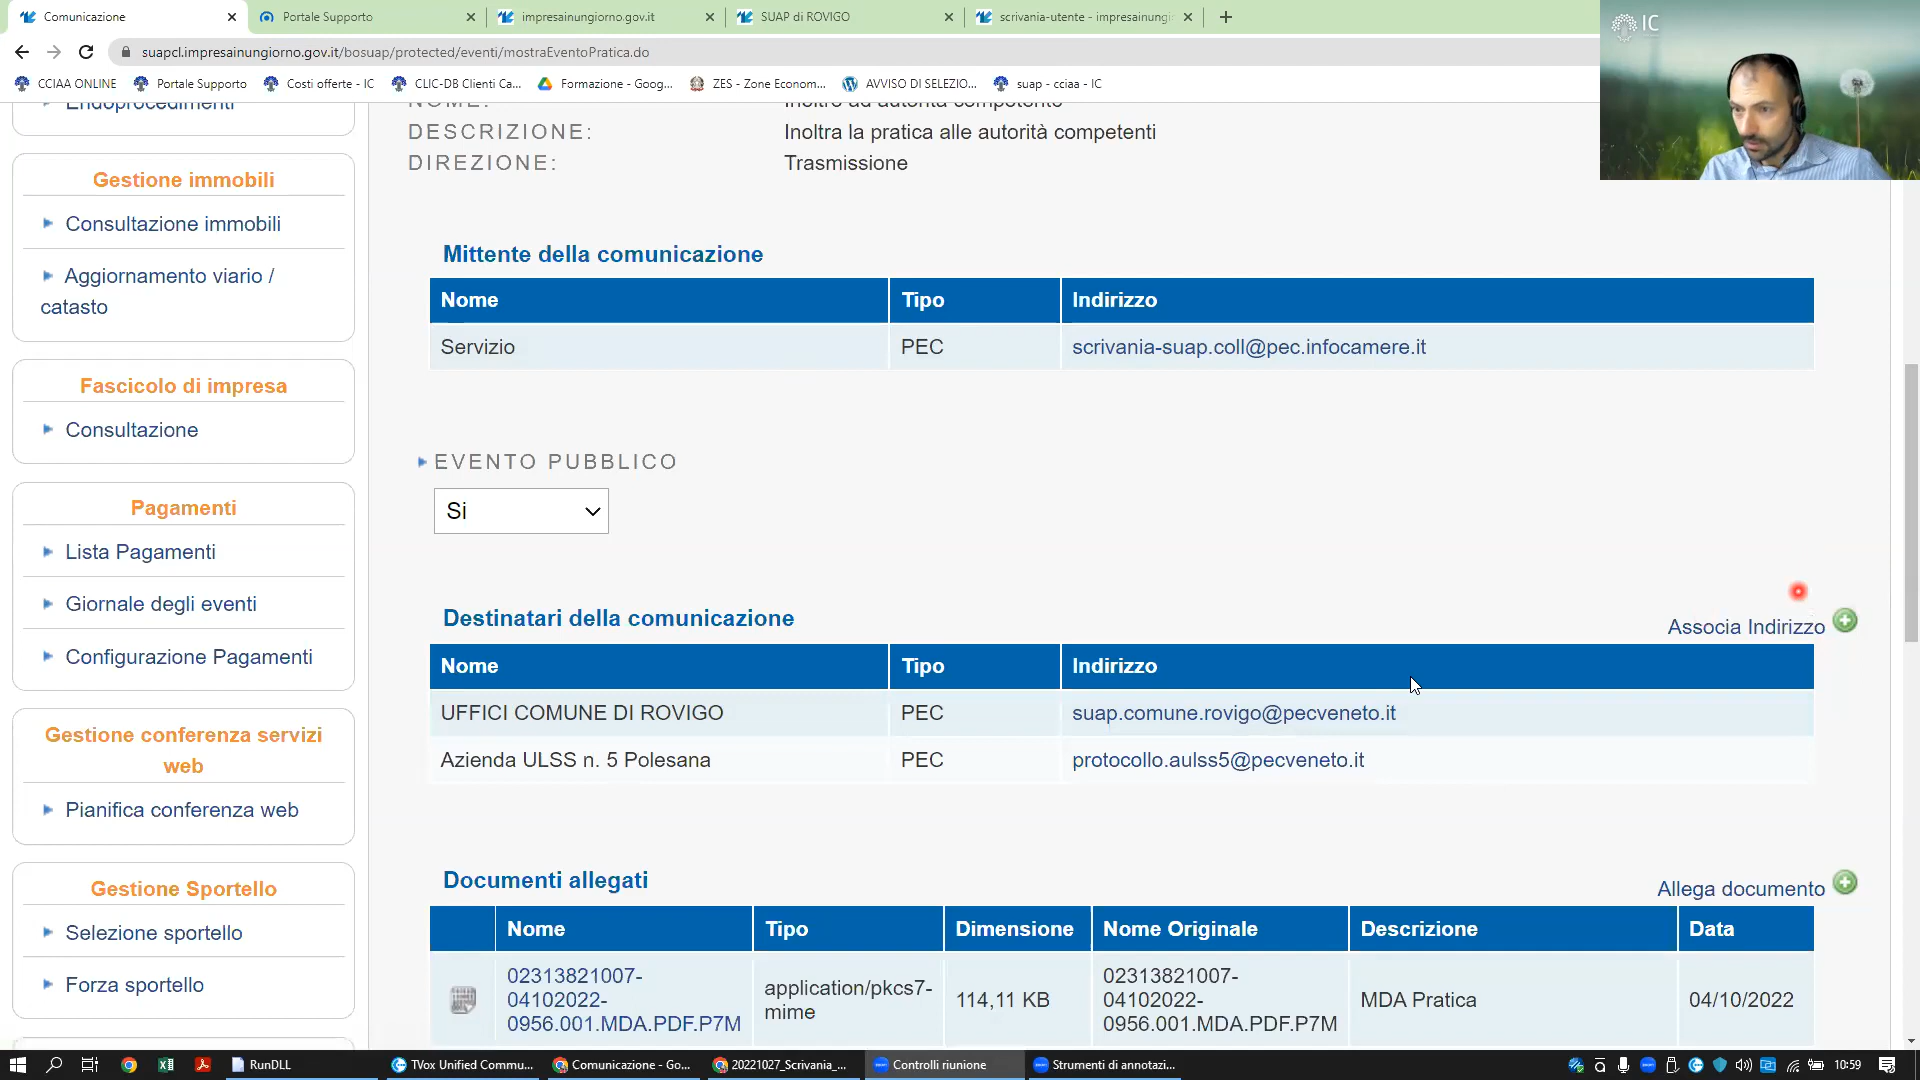 Comunicazione
Portale Supporto
impresainungiorno.gov.it
SUAP di ROVIGO
scrivania-utente - impresainungi
suapcl.impresainungiorno.gov.it/bosuap/protected/eventi/mostraEventoPratica.do
CCIAA ONLINE
Portale Supporto
Costi offerte - IC
CLIC-DB Clienti Ca...
Formazione - Goog...
ZES - Zone Econom...
AVVISO DI SELEZIO...
suap - cciaa - IC
IC
Endoprocedimenti
Gestione immobili
Consultazione immobili
Aggiornamento viario /
catasto
Fascicolo di impresa
Consultazione
Pagamenti
Lista Pagamenti
Giornale degli eventi
Configurazione Pagamenti
Gestione conferenza servizi
web
Pianifica conferenza web
Gestione Sportello
Selezione sportello
Forza sportello
NOME: Inoltro ad autorità competente
DESCRIZIONE: Inoltra la pratica alle autorità competenti
DIREZIONE: Trasmissione
Mittente della comunicazione
Nome Tipo Indirizzo
Servizio PEC scrivania-suap.coll@pec.infocamere.it
EVENTO PUBBLICO
Si
Destinatari della comunicazione
Associa Indirizzo
Nome Tipo Indirizzo
UFFICI COMUNE DI ROVIGO PEC suap.comune.rovigo@pecveneto.it
Azienda ULSS n. 5 Polesana PEC protocollo.aulss5@pecveneto.it
Documenti allegati
Allega documento
Nome Tipo Dimensione Nome Originale Descrizione Data
02313821007-
04102022-
0956.001.MDA.PDF.P7M
application/pkcs7-
mime
114,11 KB
02313821007-
04102022-
0956.001.MDA.PDF.P7M
MDA Pratica
04/10/2022
RunDLL
TVox Unified Commu...
Comunicazione - Go...
20221027_Scrivania_...
Controlli riunione
Strumenti di annotazi...
10:59